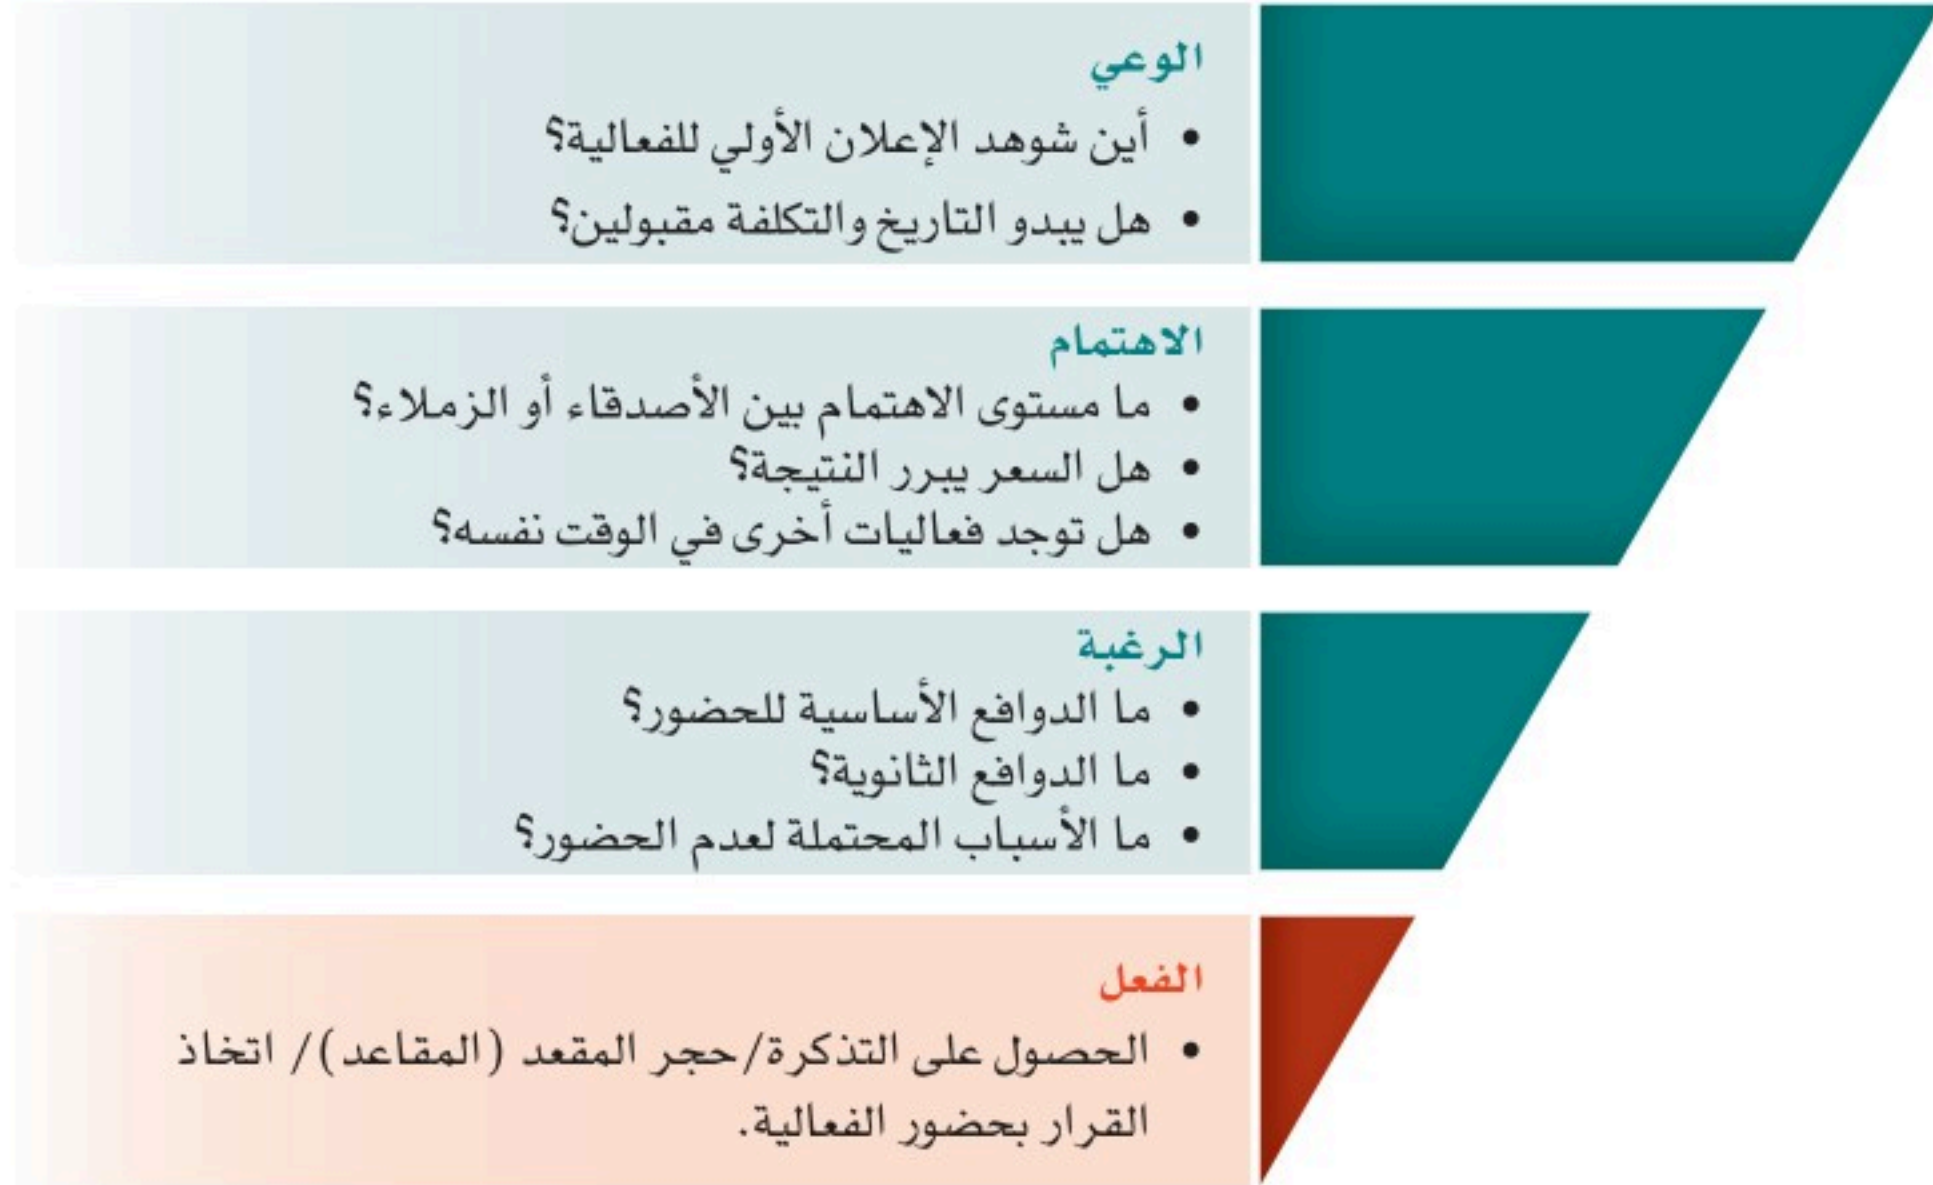 الوعي
• أين شوهد الإعلان الأولي للفعالية؟
• هل يبدو التاريخ والتكلفة مقبولين؟
الاهتمام
• ما مستوى الاهتمام بين الأصدقاء أو الزملاء؟
• هل السعر يبرر النتيجة؟
• هل توجد فعاليات أخرى في الوقت نفسه؟
الرغبة
• ما الدوافع الأساسية للحضور؟
• ما الدوافع الثانوية؟
• ما الأسباب المحتملة لعدم الحضور؟
الفعل
• الحصول على التذكرة/حجر المقعد (المقاعد)/ اتخاذ
القرار بحضور الفعالية.